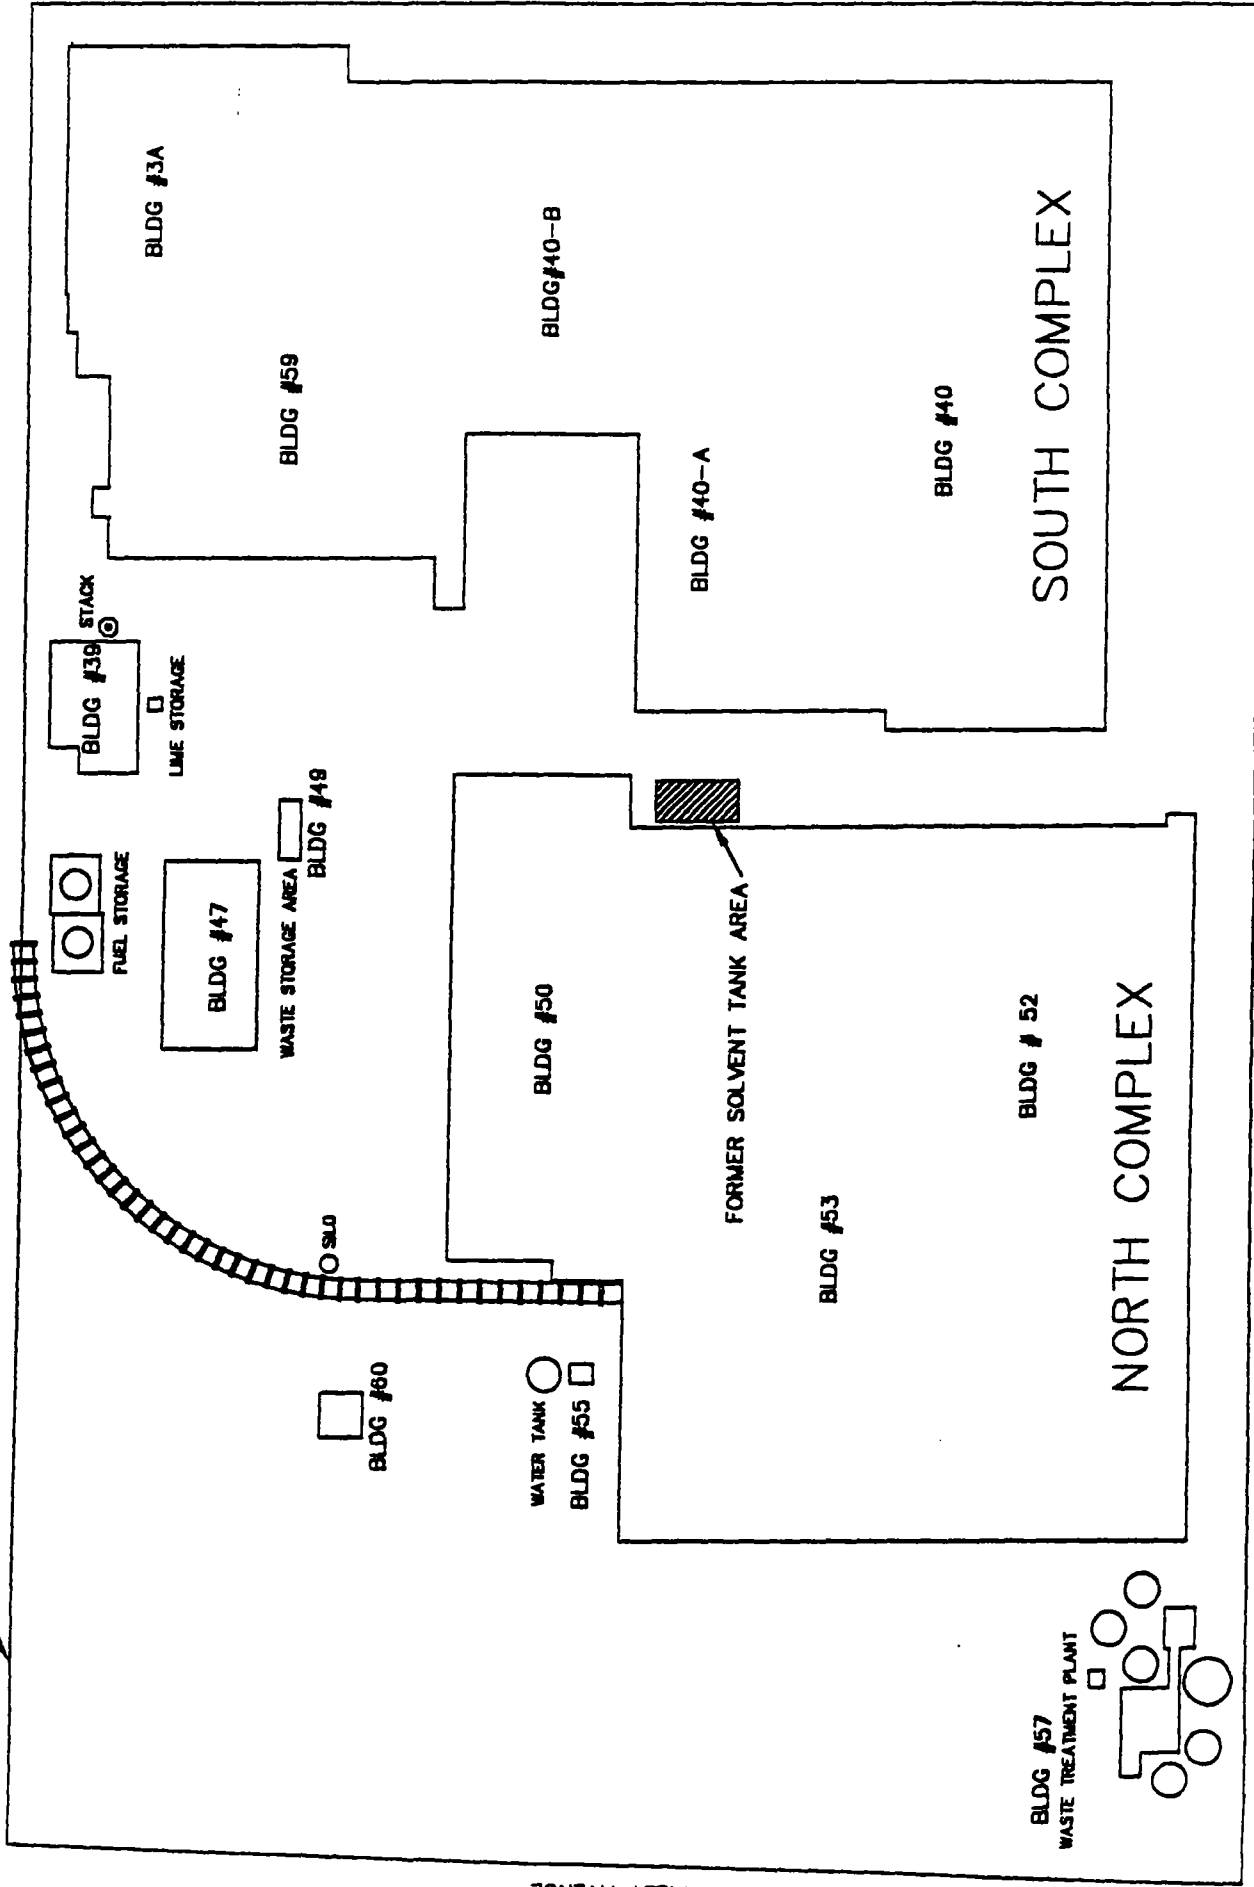 BLDG #57
WASTE TREATMENT PLANT
BLDG #60
WATER TANK
BLDG #55
SILO
FUEL STORAGE
BLDG #47
WASTE STORAGE AREA
BLDG #49
BLDG #39
STACK
LIME STORAGE
BLDG #50
FORMER SOLVENT TANK AREA
BLDG #53
BLDG # 52
NORTH COMPLEX
BLDG #3A
BLDG #59
BLDG#40-B
BLDG #40-A
BLDG #40
SOUTH COMPLEX